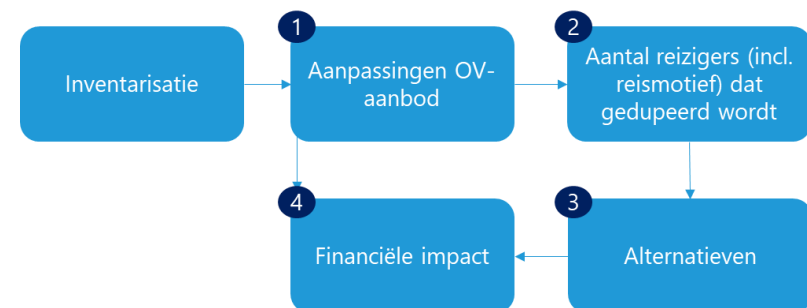 Inventarisatie
1
Aanpassingen OV-
aanbod
2
Aantal reizigers (incl.
reismotief) dat
gedupeerd wordt
3
Alternatieven
4
Financiële impact